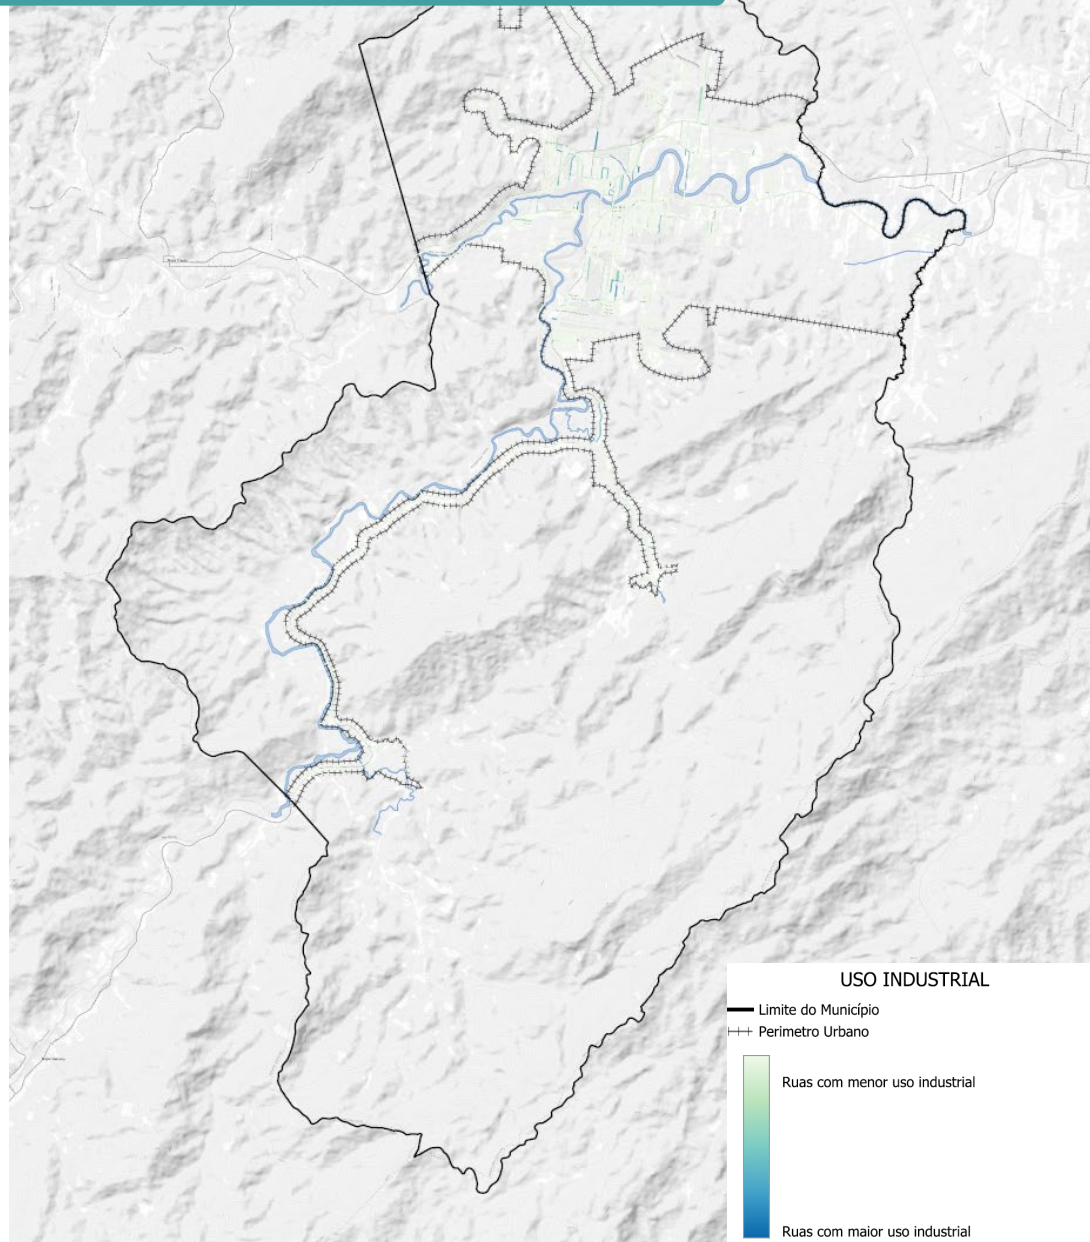 USO INDUSTRIAL
Limite do Município
Perimetro Urbano
Ruas com menor uso industrial
Ruas com maior uso industrial